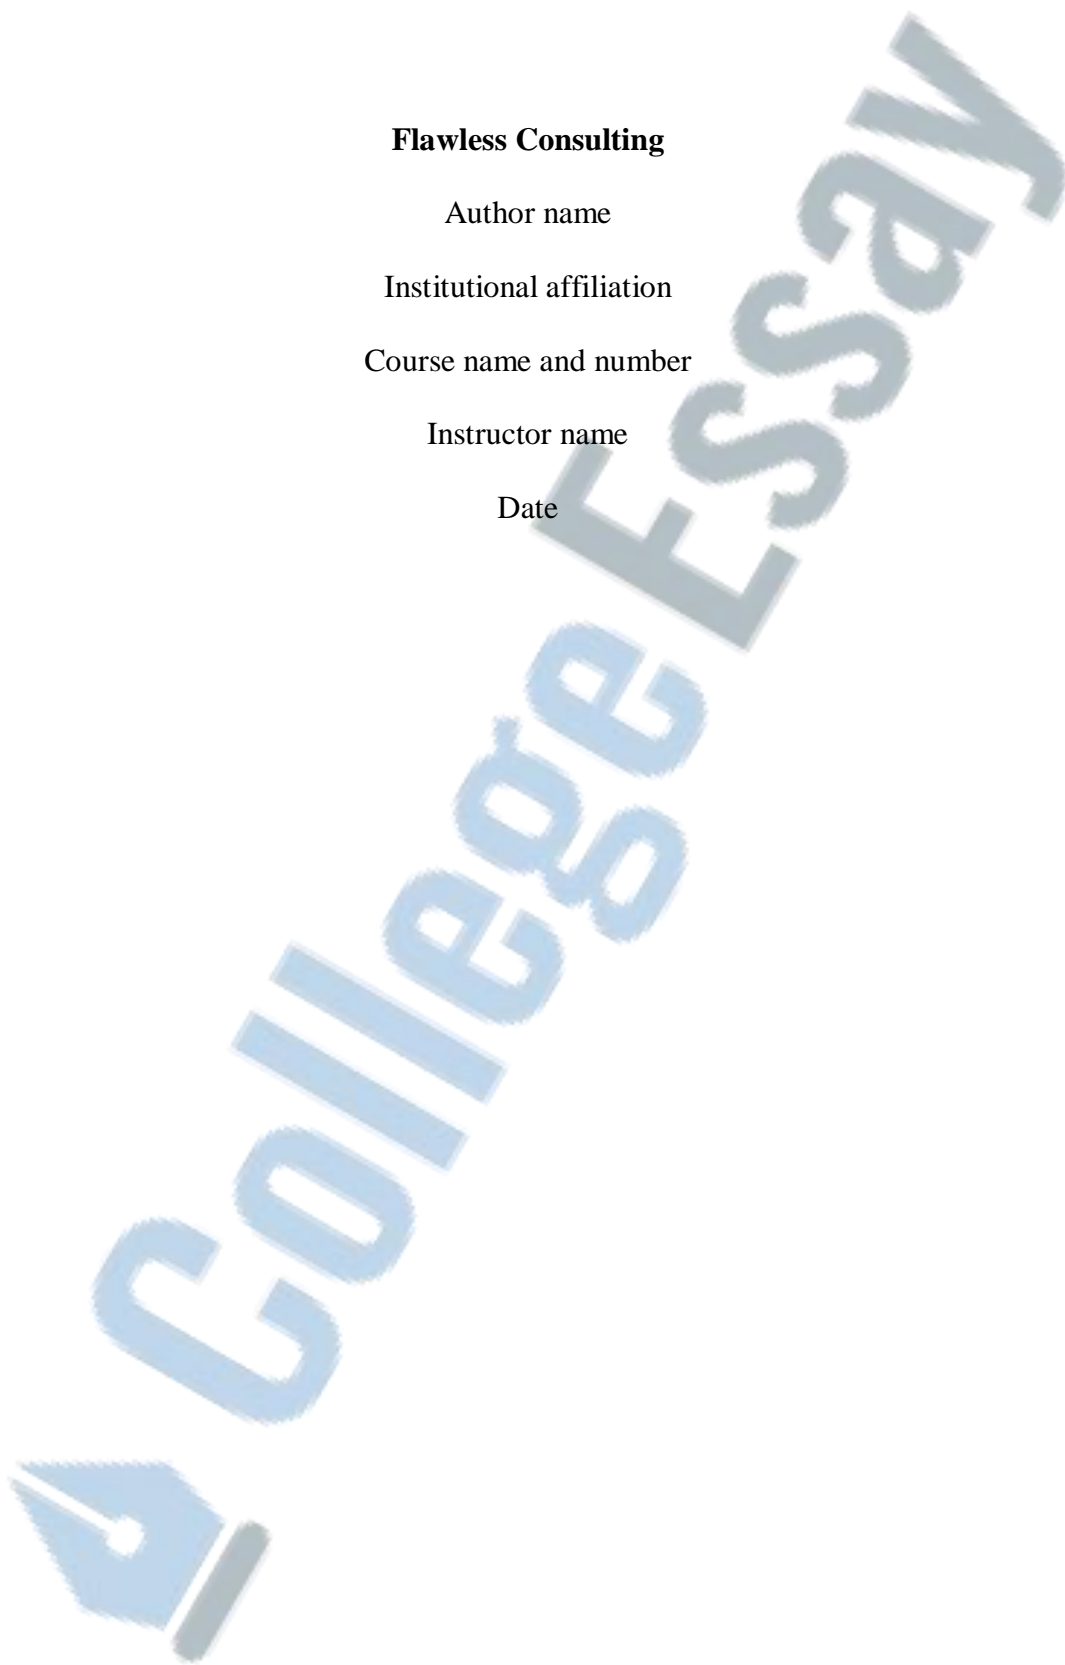 Flawless Consulting
Author name
Institutional affiliation
Course name and number
Instructor name
Date
College Essay